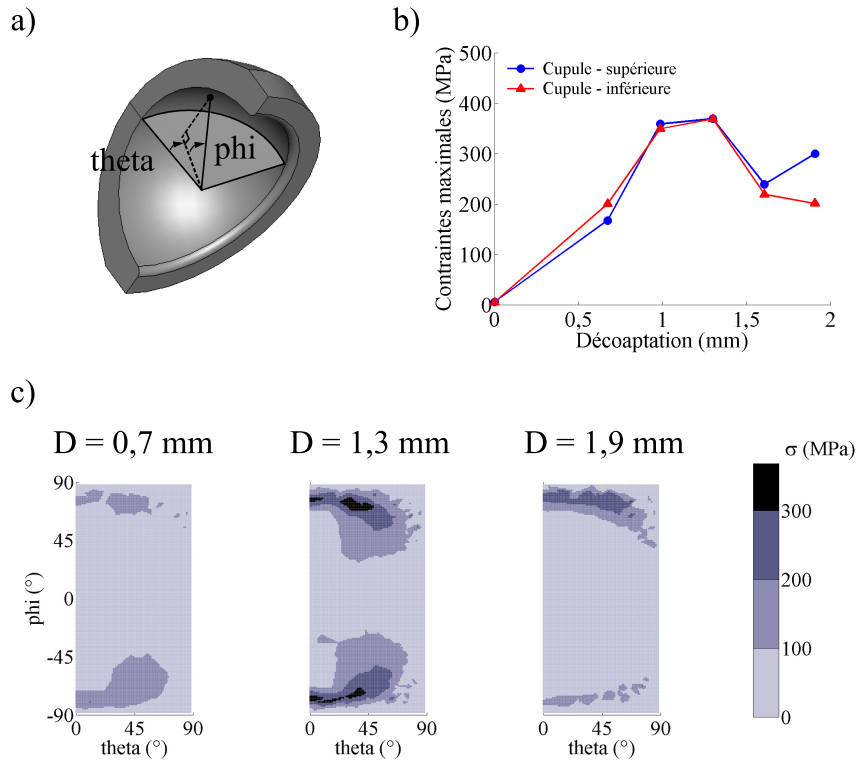 a)
theta
phi
b)
Contraintes maximales (MPa)
500
400
300
200
100
0
Cupule - supérieure
Cupule - inférieure
0
0,5
1
1,5
2
Décoaptation (mm)
c)
D = 0,7 mm
D = 1,3 mm
D = 1,9 mm
σ (MPa)
phi (°)
90
45
0
-45
-90
0
45
90
theta (°)
0
45
90
theta (°)
0
45
90
theta (°)
300
200
100
0